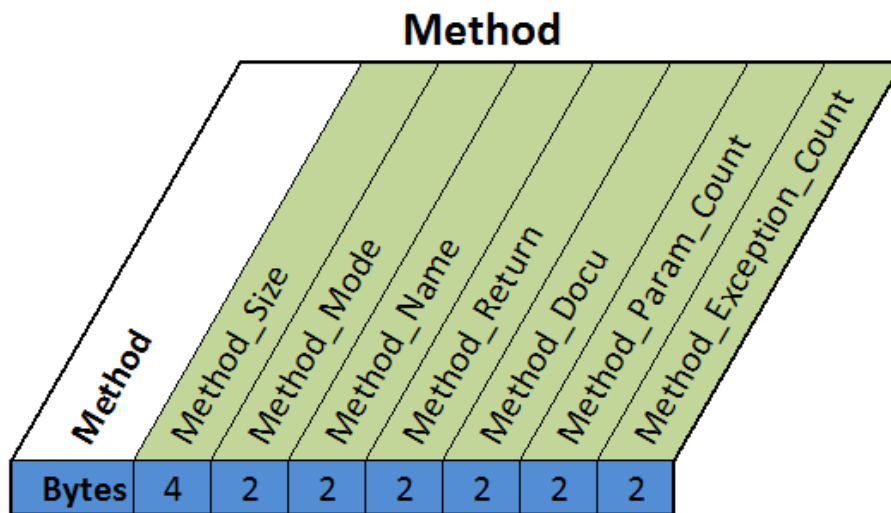 Method
Method
Method_Size
Method_Mode
Method_Name
Method_Return
Method_Docu
Method_Param_Count
Method_Exception_Count
Bytes 4 2 2 2 2 2 2